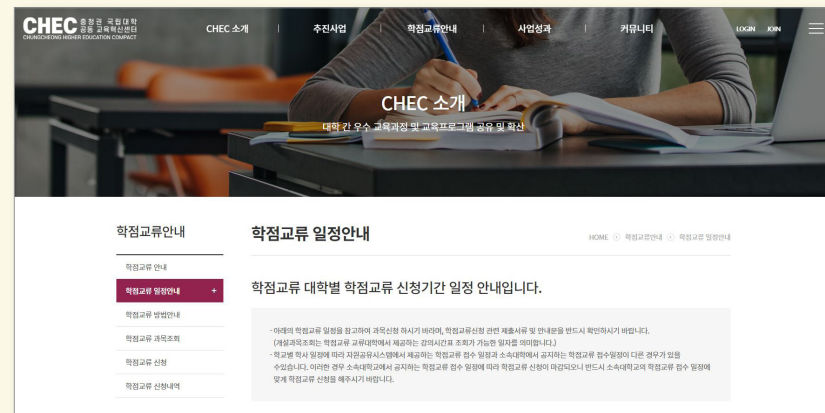 CHEC 충청권 국립대학
공동 교육혁신센터
CHUNGCHEONG HIGHER EDUCATION COMPACT
CHEC 소개 | 추진사업 | 학점교류안내 | 사업성과 | 커뮤니티
LOGIN JOIN
CHEC 소개
대학 간 우수 교육과정 및 교육프로그램 공유 및 확산
학점교류안내
학점교류 안내
학점교류 일정안내 +
학점교류 방법안내
학점교류 과목조회
학점교류 신청
학점교류 신청내역
학점교류 일정안내
HOME 학점교류안내 학점교류 일정안내
학점교류 대학별 학점교류 신청기간 일정 안내입니다.
- 아래의 학점교류 일정을 참고하여 과목신청 하시기 바라며, 학점교류신청 관련 제출서류 및 안내문을 반드시 확인하시기 바랍니다.
(개설과목조회는 학점교류 교류대학에서 제공하는 강의시간표 조회가 가능한 일자를 의미합니다.)
- 학교별 학사 일정에 따라 자원공유시스템에서 제공하는 학점교류 접수 일정과 소속대학에서 공지하는 학점교류 접수일정이 다른 경우가 있을
수있습니다. 이러한 경우 소속대학교에서 공지하는 학점교류 접수 일정에 따라 학점교류 신청이 마감되오니 반드시 소속대학교의 학점교류 접수 일정에
맞게 학점교류 신청을 해주시기 바랍니다.